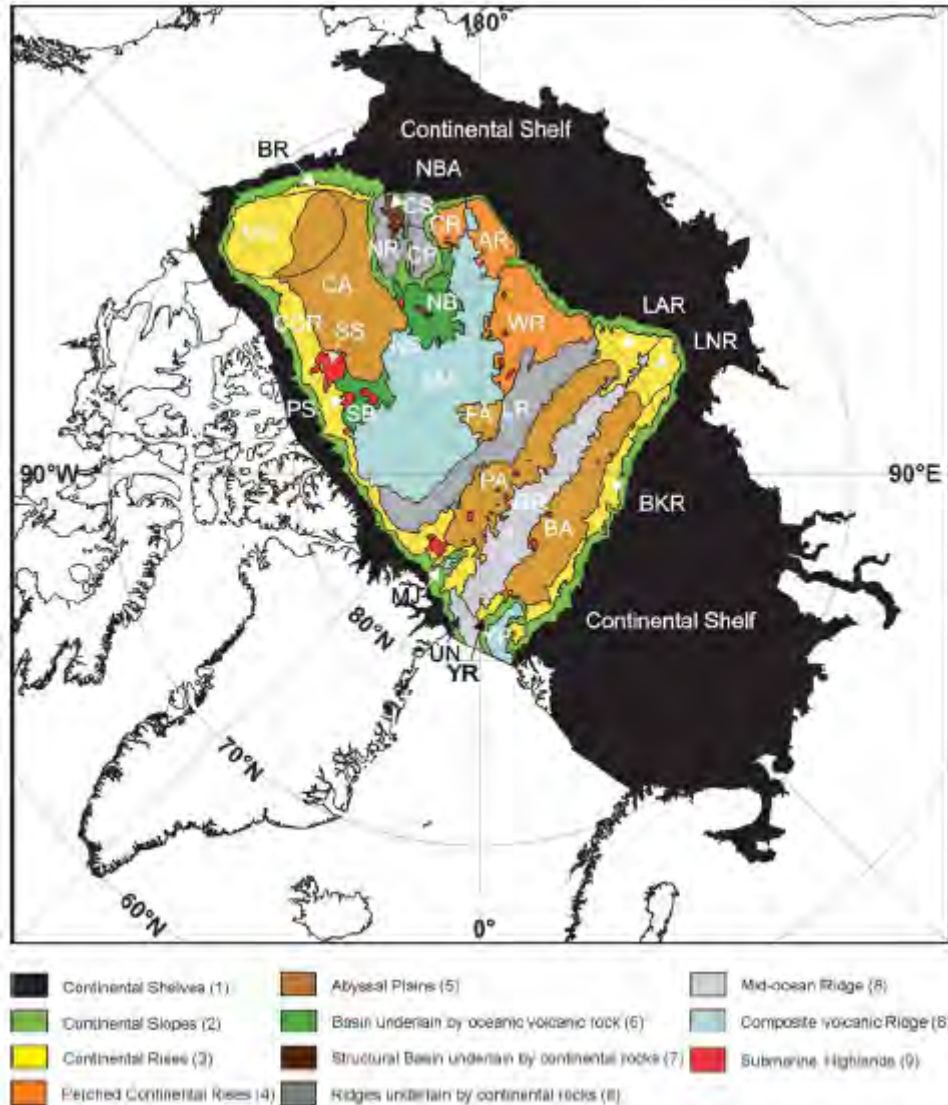 180°
Continental Shelf
BR
NBA
CS
CR
AR
NR
CP
CA
NB
WR
LAR
LNR
COR
SS
PS
SB
FA
LR
90°W
90°E
PA
GR
BA
BKR
MJ
80°N
Continental Shelf
UN
YR
70°N
60°N
0°
Continental Shelves (1)
Continental Slopes (2)
Continental Rises (3)
Perched Continental Rises (4)
Abyssal Plains (5)
Basin underlain by oceanic volcanic rock (6)
Structural Basin underlain by continental rocks (7)
Ridges underlain by continental rocks (8)
Mid-ocean Ridge (8)
Composite volcanic Ridge (8)
Submarine Highlands (9)